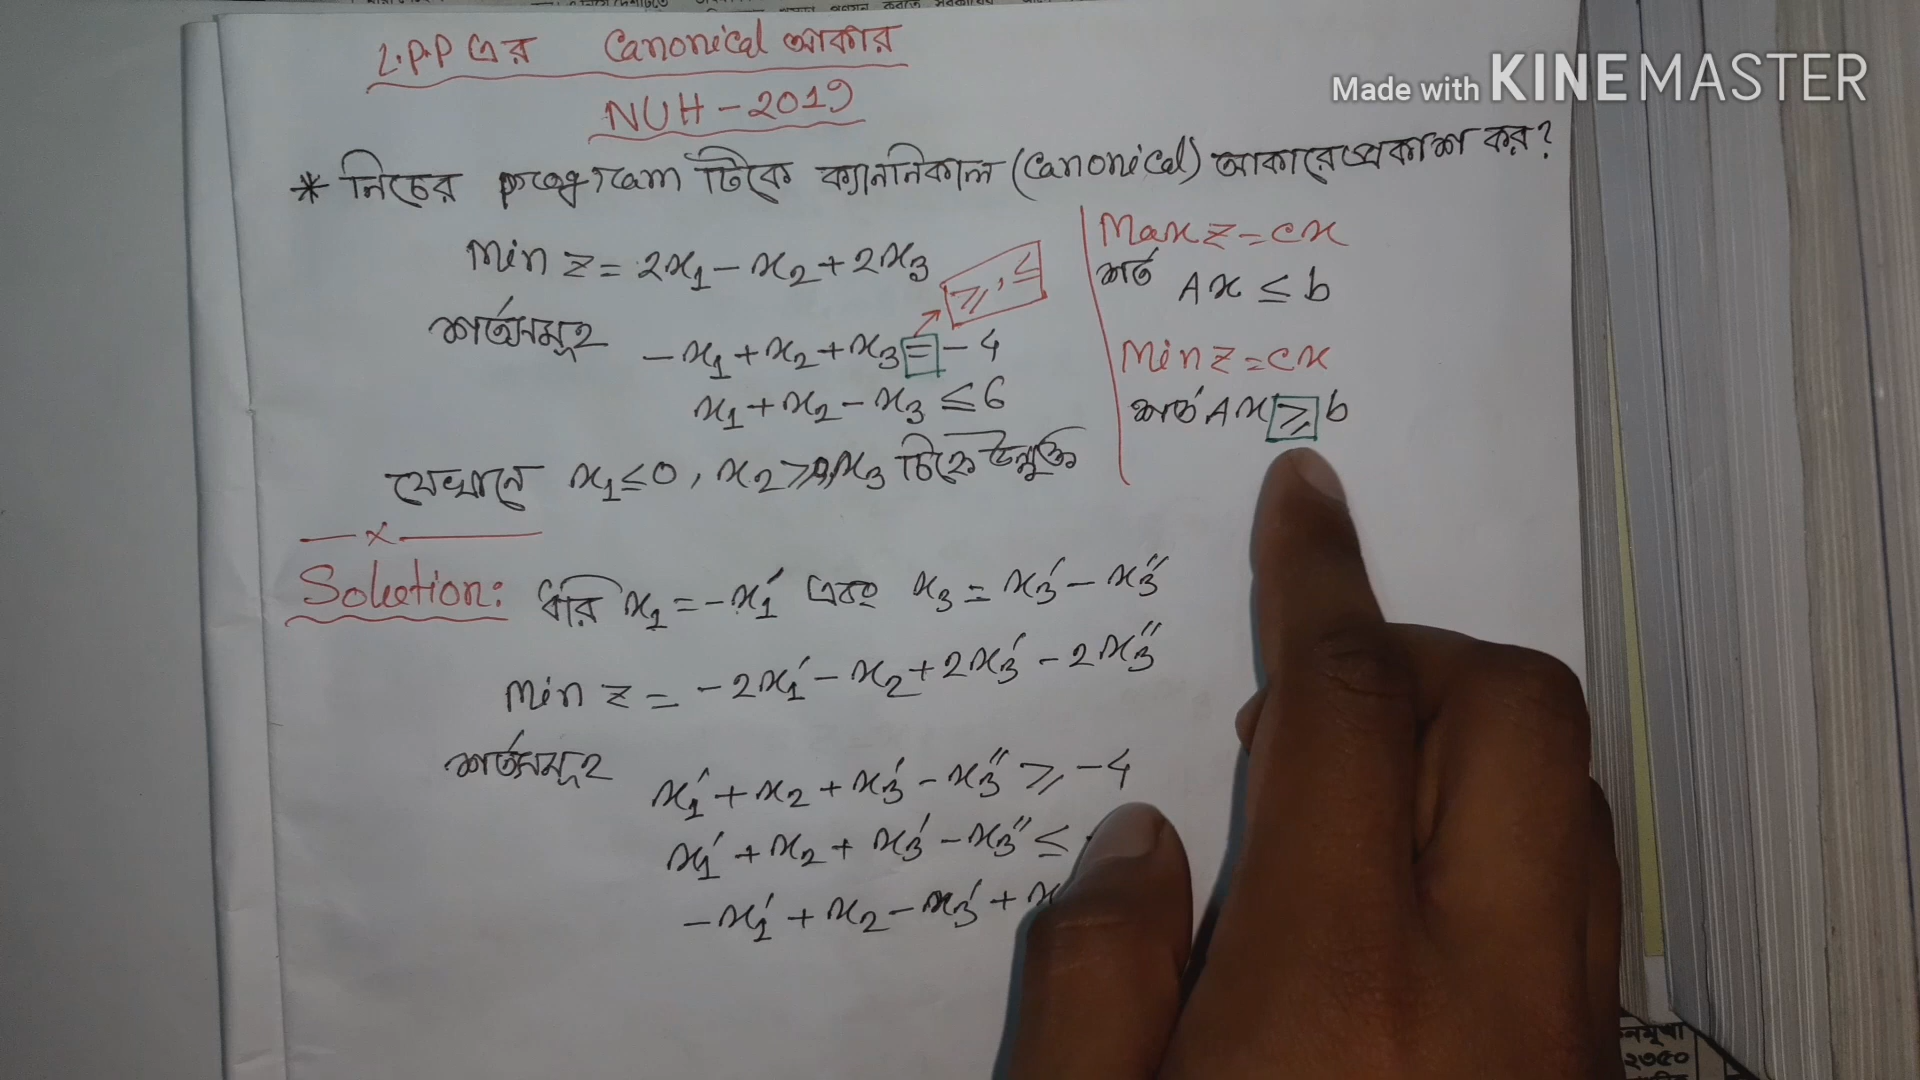 L.P.P এর Canonical আকার
NUH - 2019
Made with KINEMASTER
* নিচের program টিকে ক্যাননিকাল (Canonical) আকারে প্রকাশ কর?
Min z = 2x₁ - x₂ + 2x₃
≥, ≤
শর্তসমূহ
-x₁ + x₂ + x₃ = -4
x₁ + x₂ - x₃ ≤ 6
যেখানে x₁ ≤ 0, x₂ ≥ 0, x₃ চিহ্নে উন্মুক্ত
Max z = cx
শর্ত Ax ≤ b
Min z = cx
শর্ত Ax ≥ b
x
Solution: ধরি x₁ = -x₁′ এবং x₃ = x₃′ - x₃″
Min z = -2x₁′ - x₂ + 2x₃′ - 2x₃″
শর্তসমূহ
x₁′ + x₂ + x₃′ - x₃″ ≥ -4
x₁′ + x₂ + x₃′ - x₃″ ≤
-x₁′ + x₂ - x₃′ + x
২৩৫০